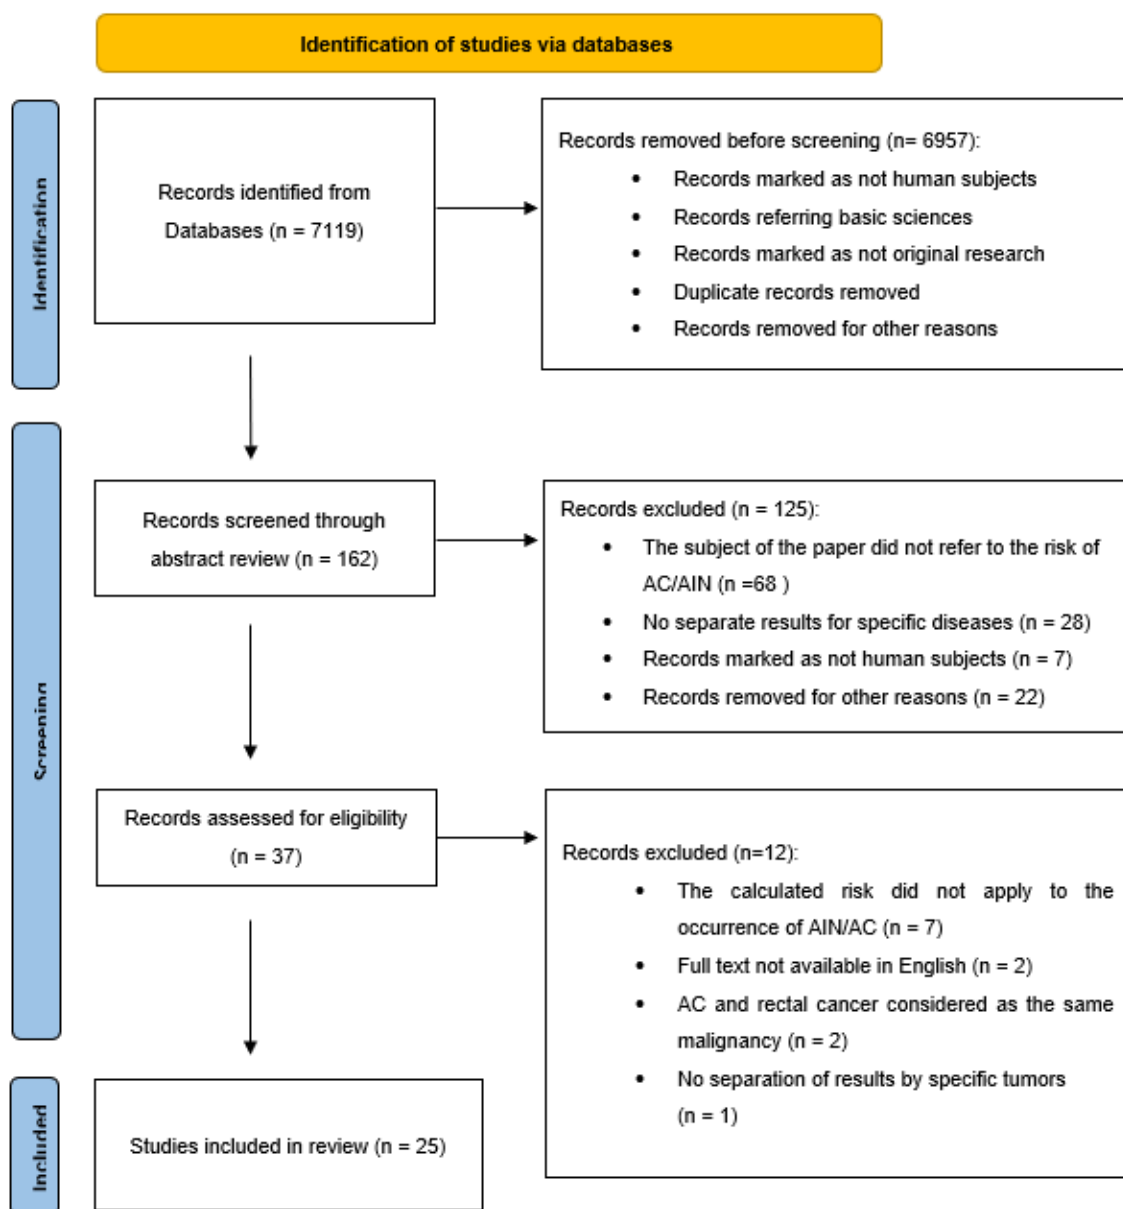 Identification of studies via databases
Identification
Records identified from
Databases (n = 7119)
Records removed before screening (n= 6957):
• Records marked as not human subjects
• Records referring basic sciences
• Records marked as not original research
• Duplicate records removed
• Records removed for other reasons
Screening
Records screened through
abstract review (n = 162)
Records excluded (n = 125):
• The subject of the paper did not refer to the risk of
AC/AIN (n =68 )
• No separate results for specific diseases (n = 28)
• Records marked as not human subjects (n = 7)
• Records removed for other reasons (n = 22)
Records assessed for eligibility
(n = 37)
Records excluded (n=12):
• The calculated risk did not apply to the
occurrence of AIN/AC (n = 7)
• Full text not available in English (n = 2)
• AC and rectal cancer considered as the same
malignancy (n = 2)
• No separation of results by specific tumors
(n = 1)
Included
Studies included in review (n = 25)